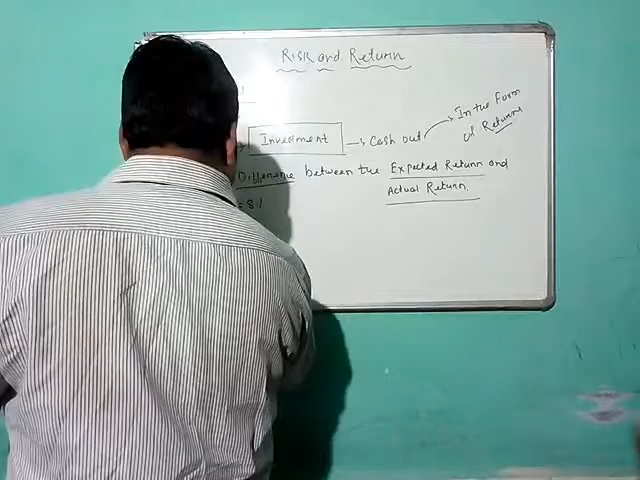 Risk and Return
Investment → Cash out → In the Form
of Returns
Difference between the Expected Return and
Actual Return.
= 8%